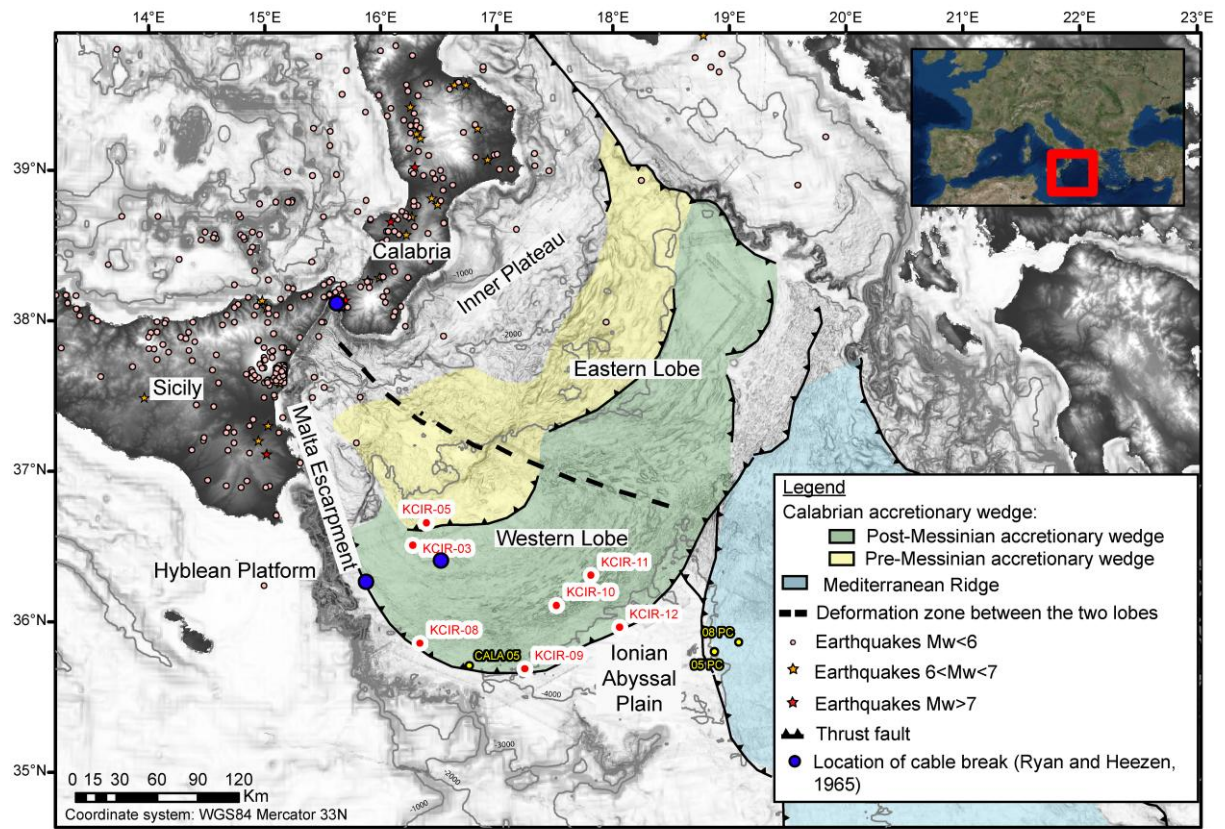 14°E 15°E 16°E 17°E 18°E 19°E 20°E 21°E 22°E 23°E
39°N
38°N
37°N
36°N
35°N
Calabria
-1000
Inner Plateau
-2000
Sicily
Eastern Lobe
Malta Escarpment
KCIR-05
Western Lobe
KCIR-03
Hyblean Platform
KCIR-11
KCIR-10
KCIR-08
KCIR-12
CALA 05
KCIR-09
08 PC
05 PC
Ionian
Abyssal
Plain
-4000
-3000
-2000
-1000
Legend
Calabrian accretionary wedge:
Post-Messinian accretionary wedge
Pre-Messinian accretionary wedge
Mediterranean Ridge
Deformation zone between the two lobes
Earthquakes Mw<6
Earthquakes 6<Mw<7
Earthquakes Mw>7
Thrust fault
Location of cable break (Ryan and Heezen,
1965)
0 15 30 60 90 120
Km
Coordinate system: WGS84 Mercator 33N